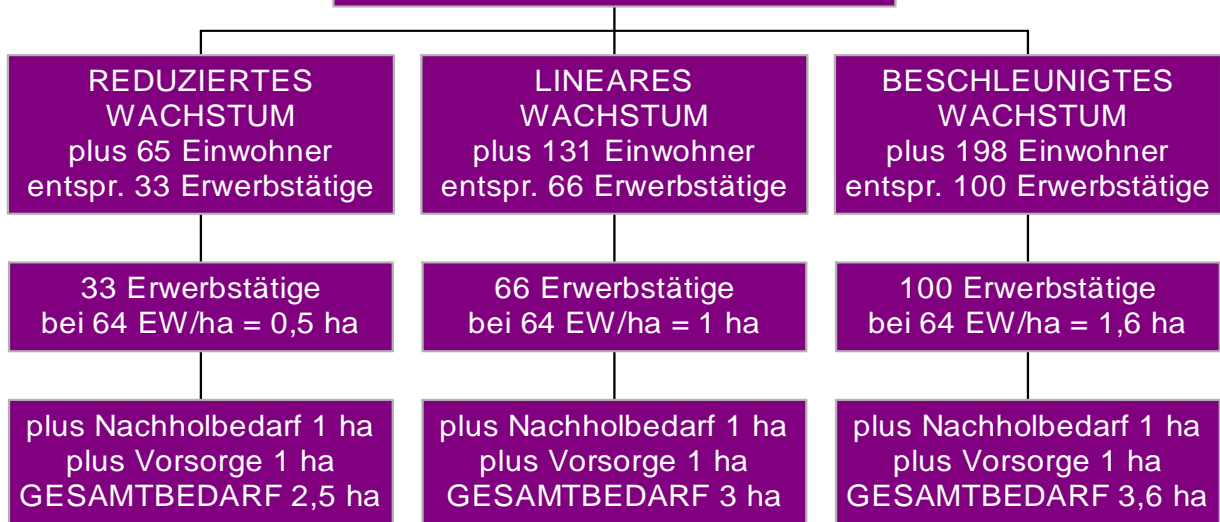 REDUZIERTES
WACHSTUM
plus 65 Einwohner
entspr. 33 Erwerbstätige
LINEARES
WACHSTUM
plus 131 Einwohner
entspr. 66 Erwerbstätige
BESCHLEUNIGTES
WACHSTUM
plus 198 Einwohner
entspr. 100 Erwerbstätige
33 Erwerbstätige
bei 64 EW/ha = 0,5 ha
66 Erwerbstätige
bei 64 EW/ha = 1 ha
100 Erwerbstätige
bei 64 EW/ha = 1,6 ha
plus Nachholbedarf 1 ha
plus Vorsorge 1 ha
GESAMTBEDARF 2,5 ha
plus Nachholbedarf 1 ha
plus Vorsorge 1 ha
GESAMTBEDARF 3 ha
plus Nachholbedarf 1 ha
plus Vorsorge 1 ha
GESAMTBEDARF 3,6 ha